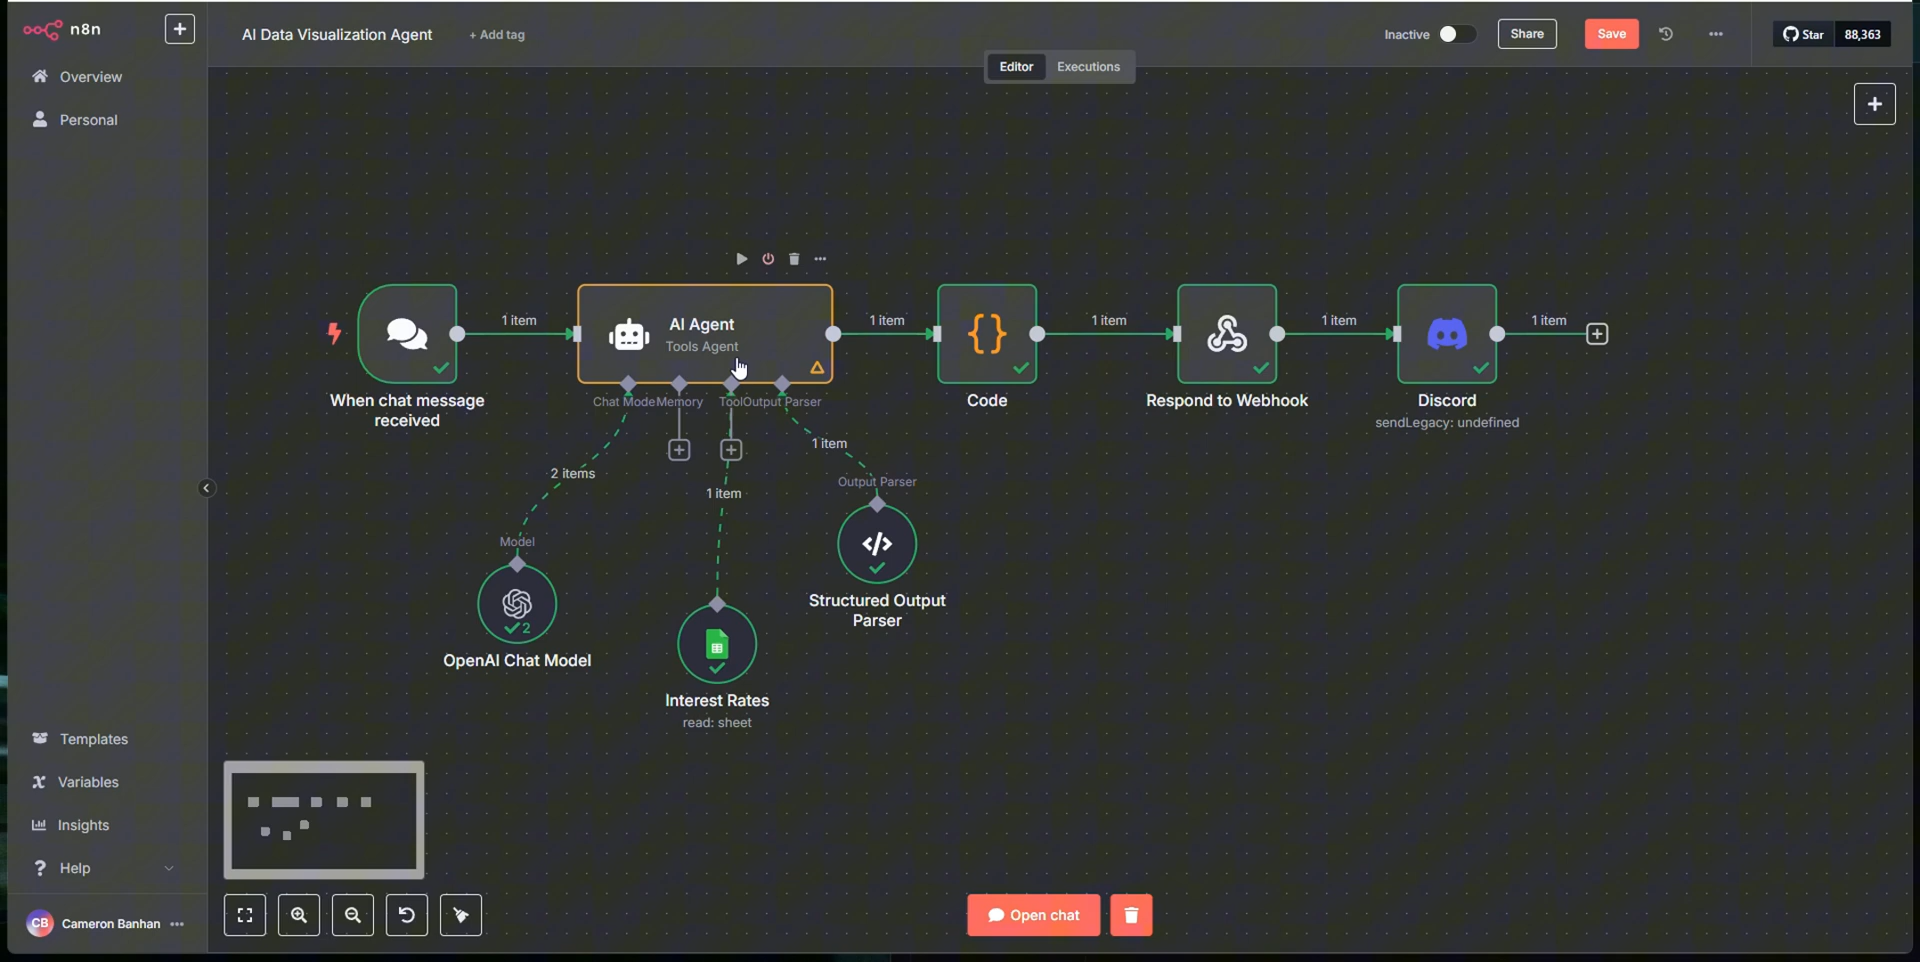 n8n
AI Data Visualization Agent
+ Add tag
Inactive
Share
Save
Star
88,363
Editor
Executions
Overview
Personal
1 item
AI Agent
Tools Agent
1 item
1 item
1 item
1 item
When chat message
received
Chat Mode
Memory
Tool
Output Parser
Code
Respond to Webhook
Discord
sendLegacy: undefined
1 item
2 items
1 item
Output Parser
Model
</>
Structured Output
Parser
2
OpenAI Chat Model
Interest Rates
read: sheet
Templates
Variables
Insights
Help
CB
Cameron Banhan
Open chat